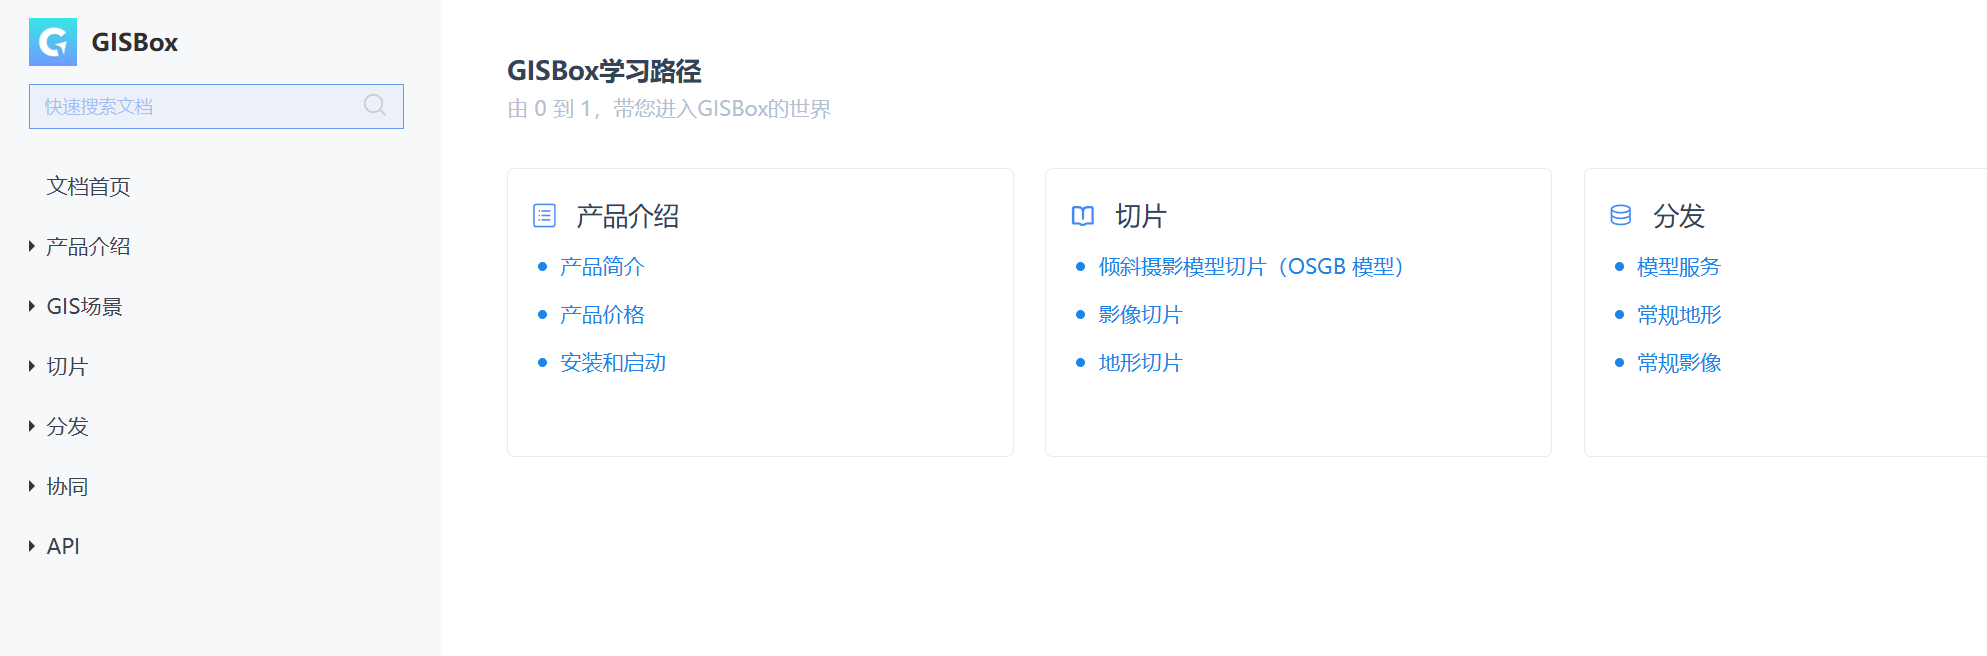 GISBox
快速搜索文档
文档首页
产品介绍
GIS场景
切片
分发
协同
API
GISBox学习路径
由 0 到 1，带您进入GISBox的世界
产品介绍
产品简介
产品价格
安装和启动
切片
倾斜摄影模型切片（OSGB 模型）
影像切片
地形切片
分发
模型服务
常规地形
常规影像